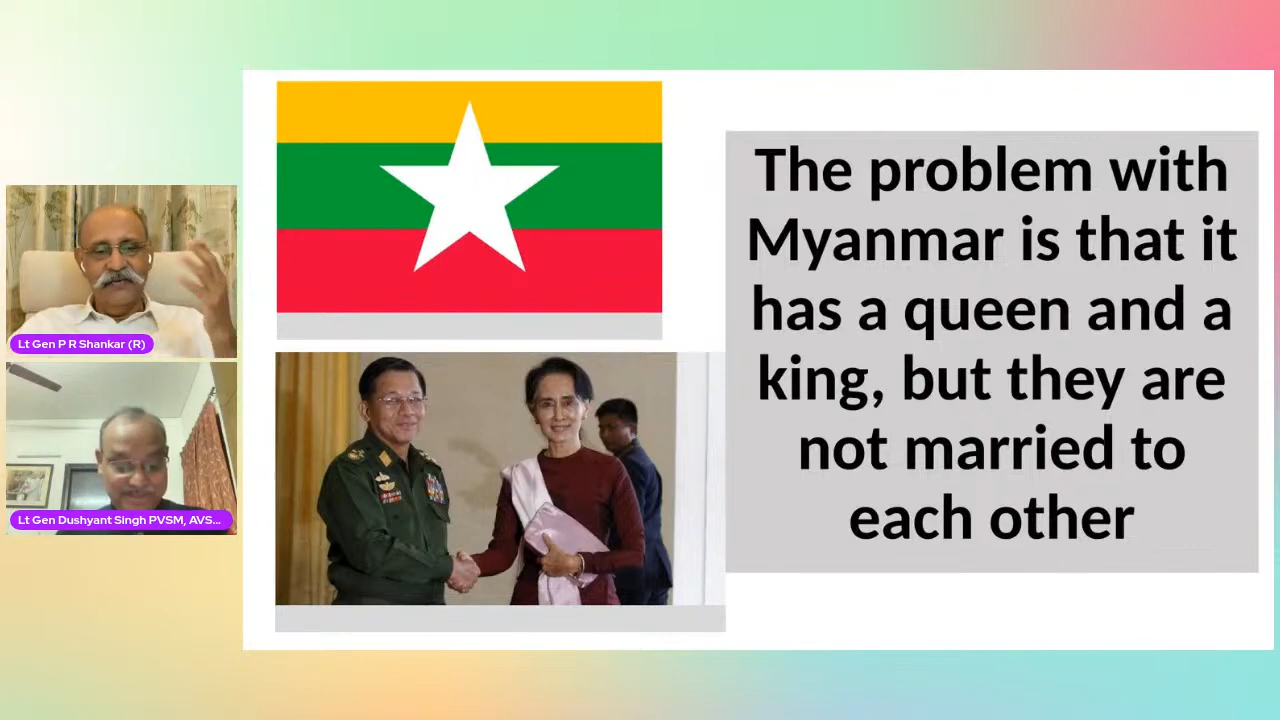 The problem with
Myanmar is that it
has a queen and a
king, but they are
not married to
each other
Lt Gen P R Shankar (R)
Lt Gen Dushyant Singh PVSM, AVS...